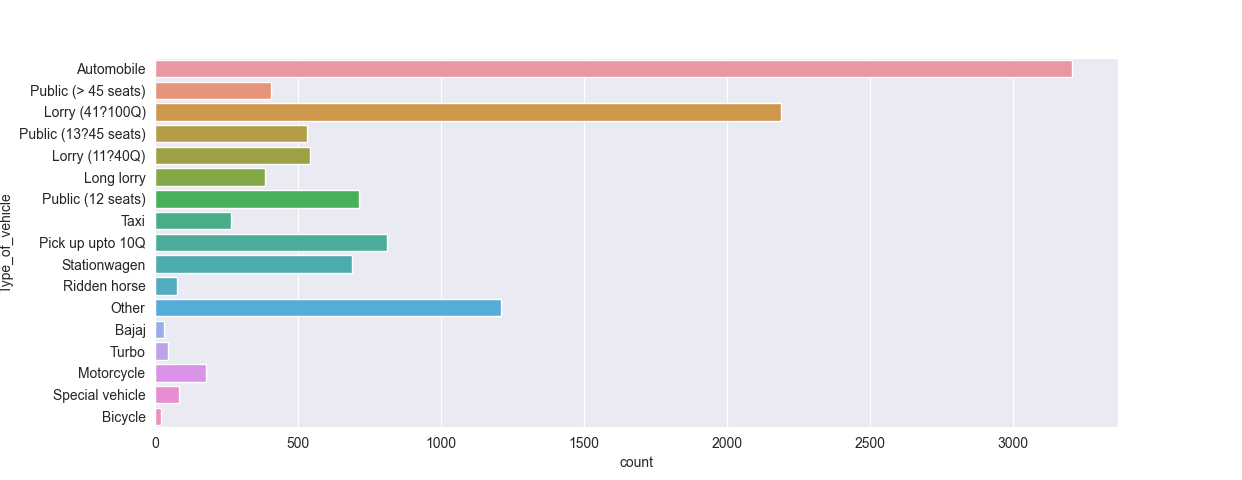 Automobile
Public (> 45 seats)
Lorry (41?100Q)
Public (13?45 seats)
Lorry (11?40Q)
Long lorry
Public (12 seats)
Taxi
Pick up upto 10Q
Stationwagen
Ridden horse
Other
Bajaj
Turbo
Motorcycle
Special vehicle
Bicycle
Type_of_vehicle
0 500 1000 1500 2000 2500 3000
count